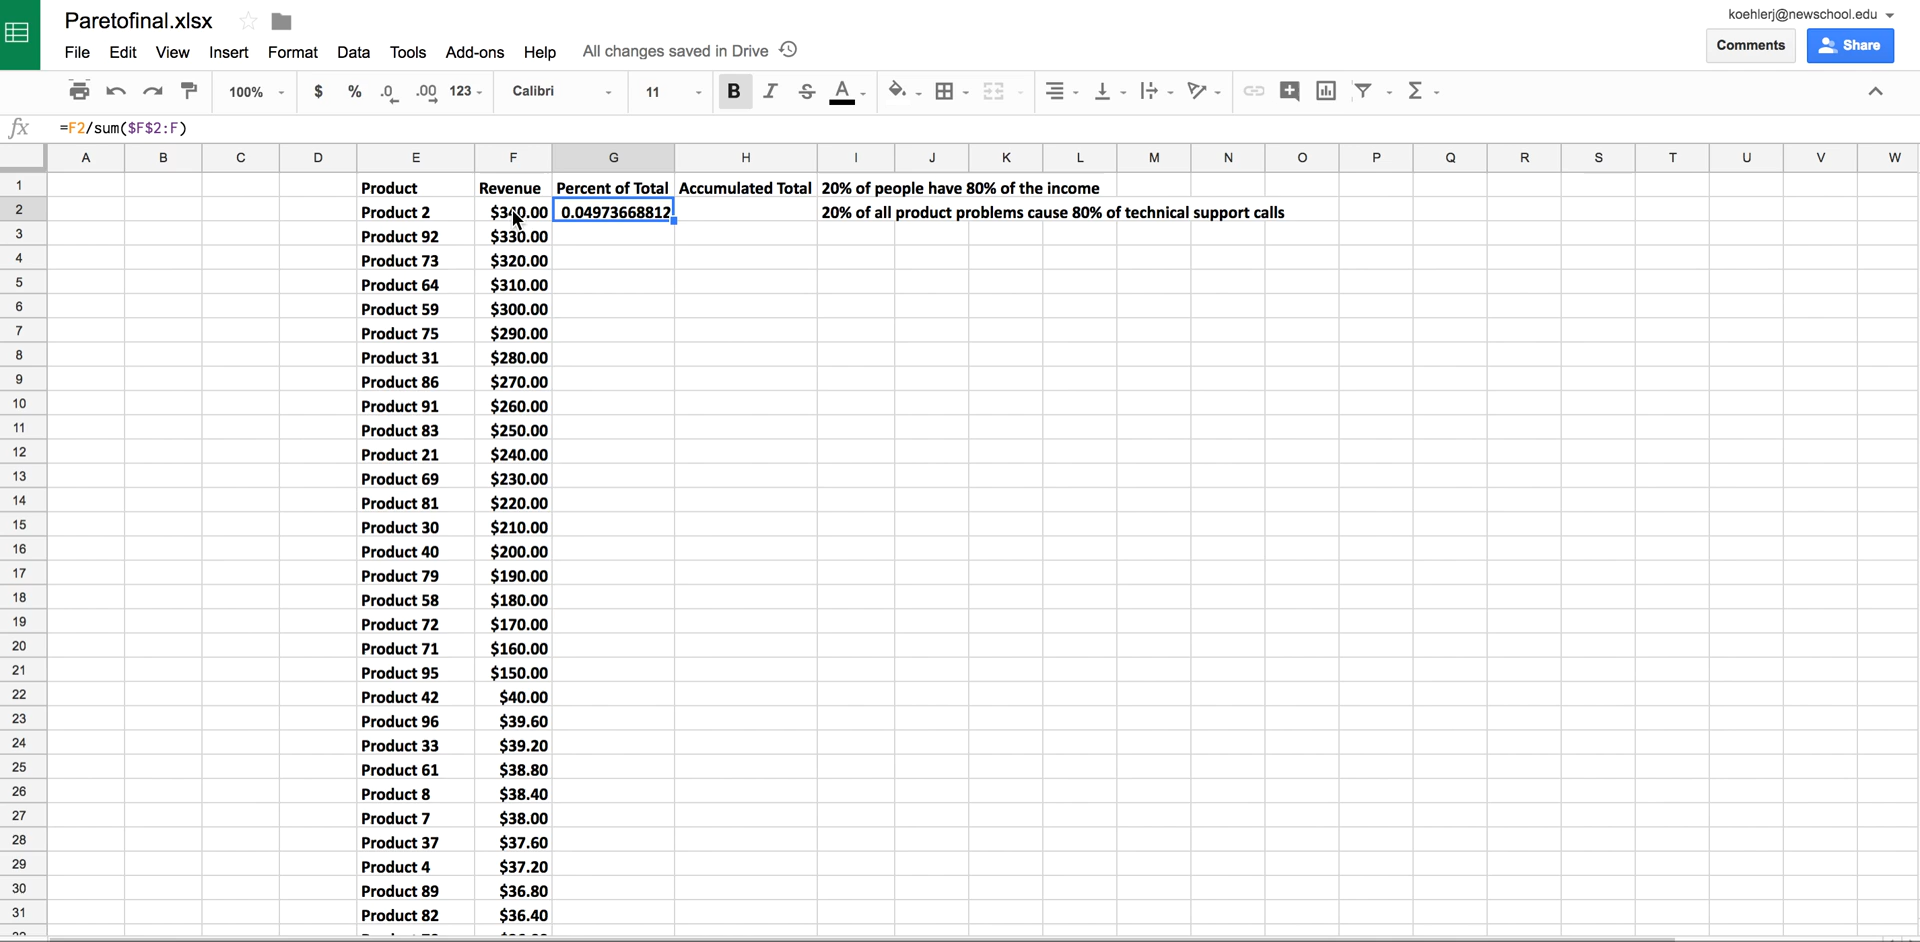 Paretofinal.xlsx
koehlerj@newschool.edu
File Edit View Insert Format Data Tools Add-ons Help All changes saved in Drive
Comments Share
100% $ % .0 .00 123 Calibri 11 B I S A Σ
fx =F2/sum($F$2:F)
A B C D E F G H I J K L M N O P Q R S T U V W
1 Product Revenue Percent of Total Accumulated Total 20% of people have 80% of the income
2 Product 2 $340.00 0.04973668812 20% of all product problems cause 80% of technical support calls
3 Product 92 $330.00
4 Product 73 $320.00
5 Product 64 $310.00
6 Product 59 $300.00
7 Product 75 $290.00
8 Product 31 $280.00
9 Product 86 $270.00
10 Product 91 $260.00
11 Product 83 $250.00
12 Product 21 $240.00
13 Product 69 $230.00
14 Product 81 $220.00
15 Product 30 $210.00
16 Product 40 $200.00
17 Product 79 $190.00
18 Product 58 $180.00
19 Product 72 $170.00
20 Product 71 $160.00
21 Product 95 $150.00
22 Product 42 $40.00
23 Product 96 $39.60
24 Product 33 $39.20
25 Product 61 $38.80
26 Product 8 $38.40
27 Product 7 $38.00
28 Product 37 $37.60
29 Product 4 $37.20
30 Product 89 $36.80
31 Product 82 $36.40